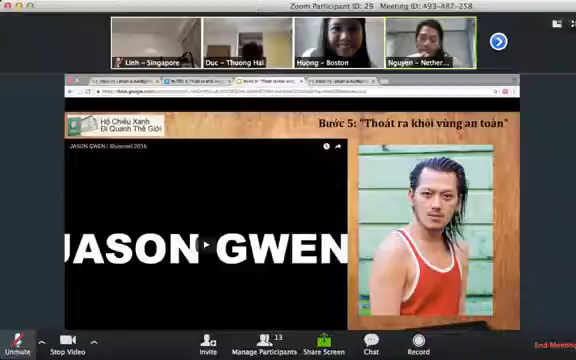 Zoom Participant ID: 29 Meeting ID: 493-487-258
Linh - Singapore
Duc - Thuong Hai
Huong - Boston
Nguyen - Nether...
Hộ Chiếu Xanh
Đi Quanh Thế Giới
Bước 5: "Thoát ra khỏi vùng an toàn"
JASON GWEN | Showreel 2016
JASON GWEN
Unmute
Stop Video
Invite
Manage Participants
13
Share Screen
Chat
Record
End Meeting